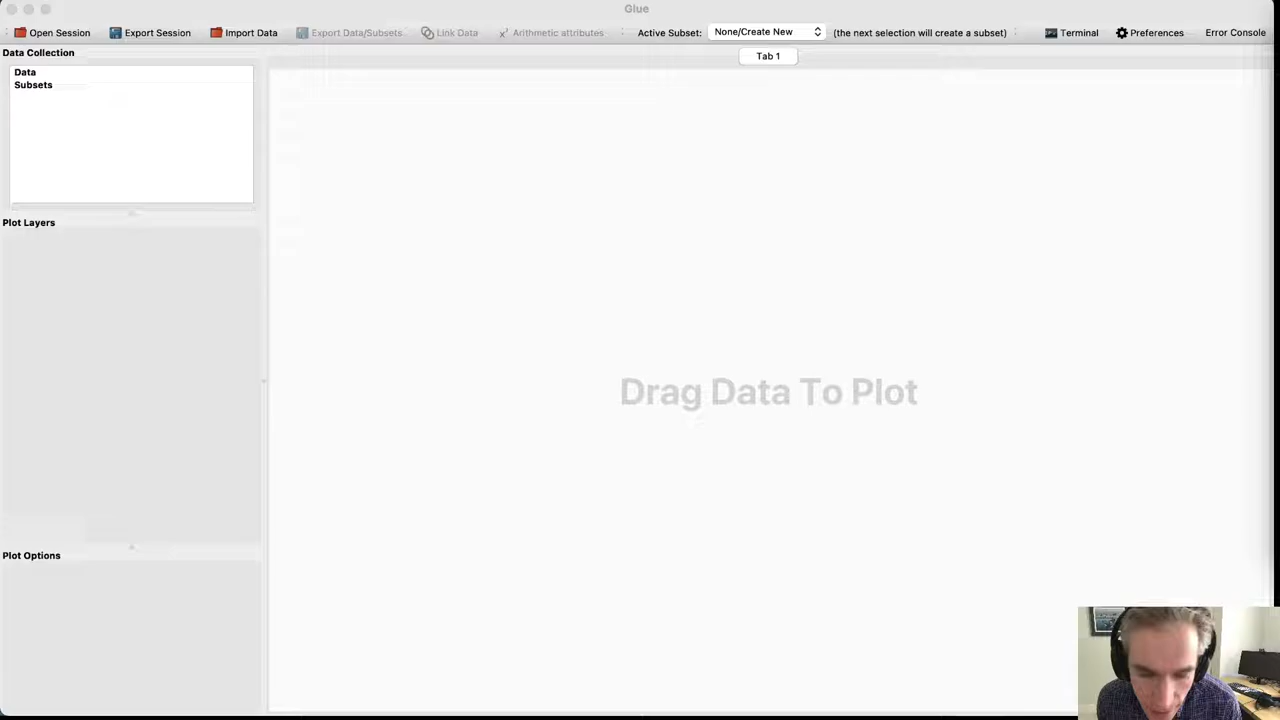 Glue
Open Session Export Session Import Data Export Data/Subsets Link Data Arithmetic attributes Active Subset: None/Create New (the next selection will create a subset) Terminal Preferences Error Console
Data Collection
Tab 1
Data
Subsets
Plot Layers
Drag Data To Plot
Plot Options